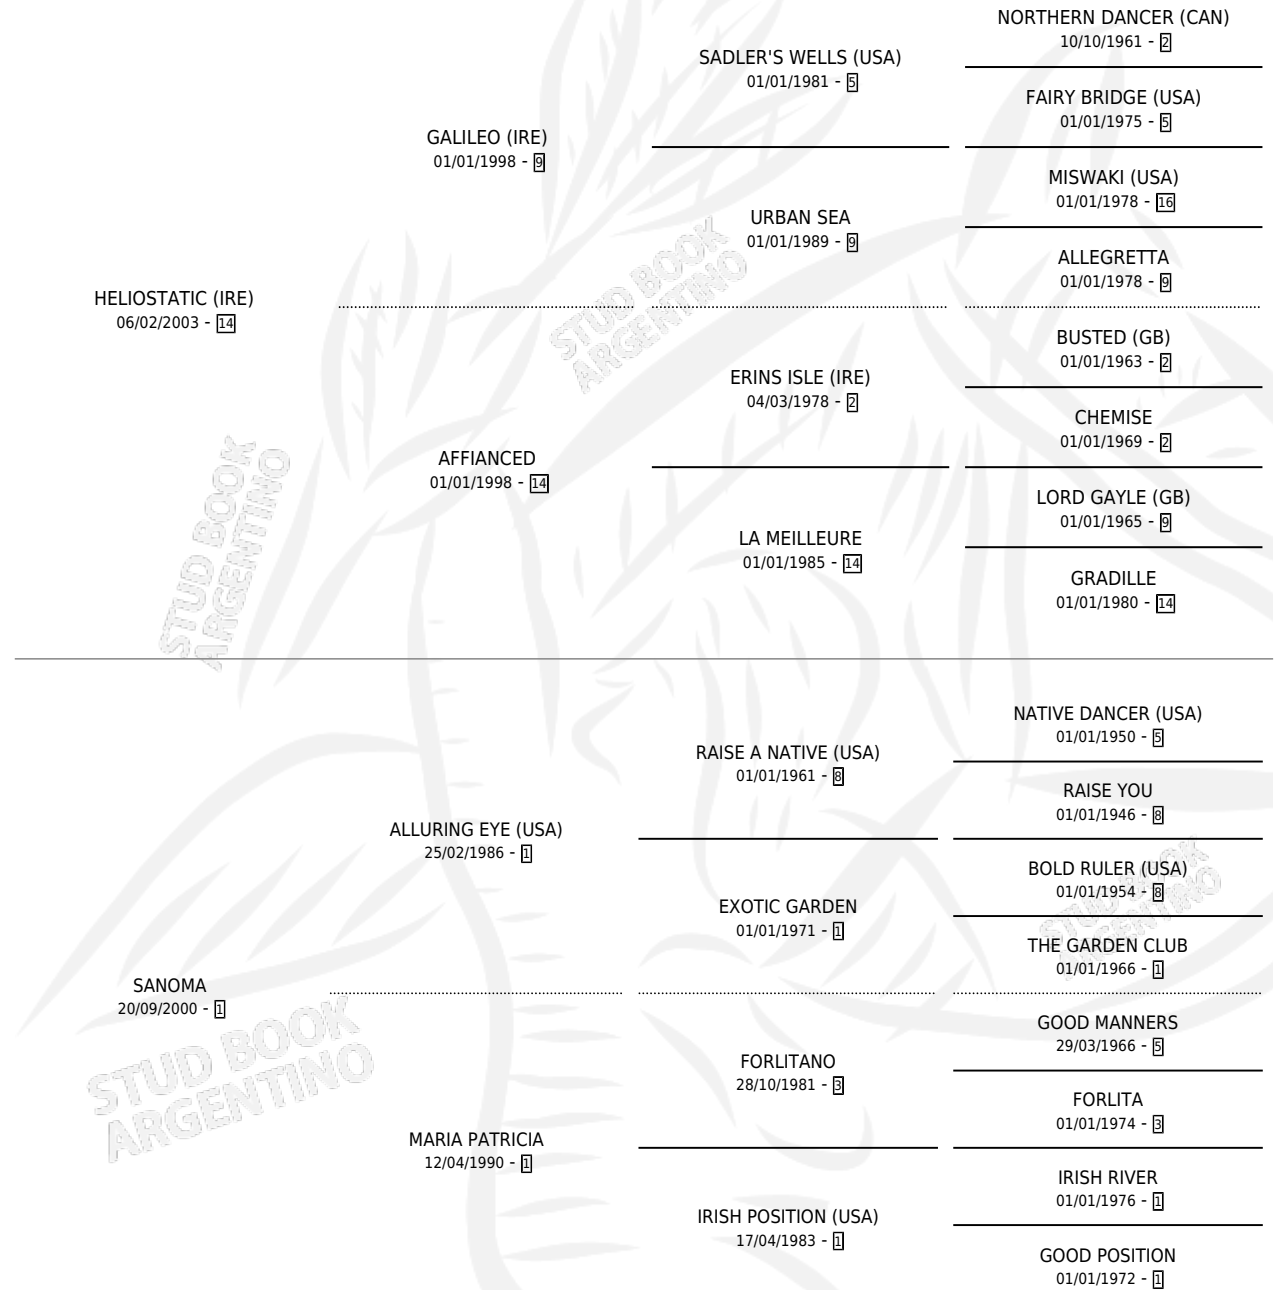 NORTHERN DANCER (CAN)
10/10/1961 - 2
SADLER'S WELLS (USA)
01/01/1981 - 5
FAIRY BRIDGE (USA)
01/01/1975 - 5
GALILEO (IRE)
01/01/1998 - 9
MISWAKI (USA)
01/01/1978 - 16
URBAN SEA
01/01/1989 - 9
ALLEGRETTA
01/01/1978 - 9
HELIOSTATIC (IRE)
06/02/2003 - 14
BUSTED (GB)
01/01/1963 - 2
ERINS ISLE (IRE)
04/03/1978 - 2
CHEMISE
01/01/1969 - 2
AFFIANCED
01/01/1998 - 14
LORD GAYLE (GB)
01/01/1965 - 9
LA MEILLEURE
01/01/1985 - 14
GRADILLE
01/01/1980 - 14
NATIVE DANCER (USA)
01/01/1950 - 5
RAISE A NATIVE (USA)
01/01/1961 - 8
RAISE YOU
01/01/1946 - 8
ALLURING EYE (USA)
25/02/1986 - 1
BOLD RULER (USA)
01/01/1954 - 8
EXOTIC GARDEN
01/01/1971 - 1
THE GARDEN CLUB
01/01/1966 - 1
SANOMA
20/09/2000 - 1
GOOD MANNERS
29/03/1966 - 5
FORLITANO
28/10/1981 - 3
FORLITA
01/01/1974 - 3
MARIA PATRICIA
12/04/1990 - 1
IRISH RIVER
01/01/1976 - 1
IRISH POSITION (USA)
17/04/1983 - 1
GOOD POSITION
01/01/1972 - 1
STUD BOOK
ARGENTINO
STUD BOOK
ARGENTINO
STUD BOOK
ARGENTINO
STUD BOOK
ARGENTINO